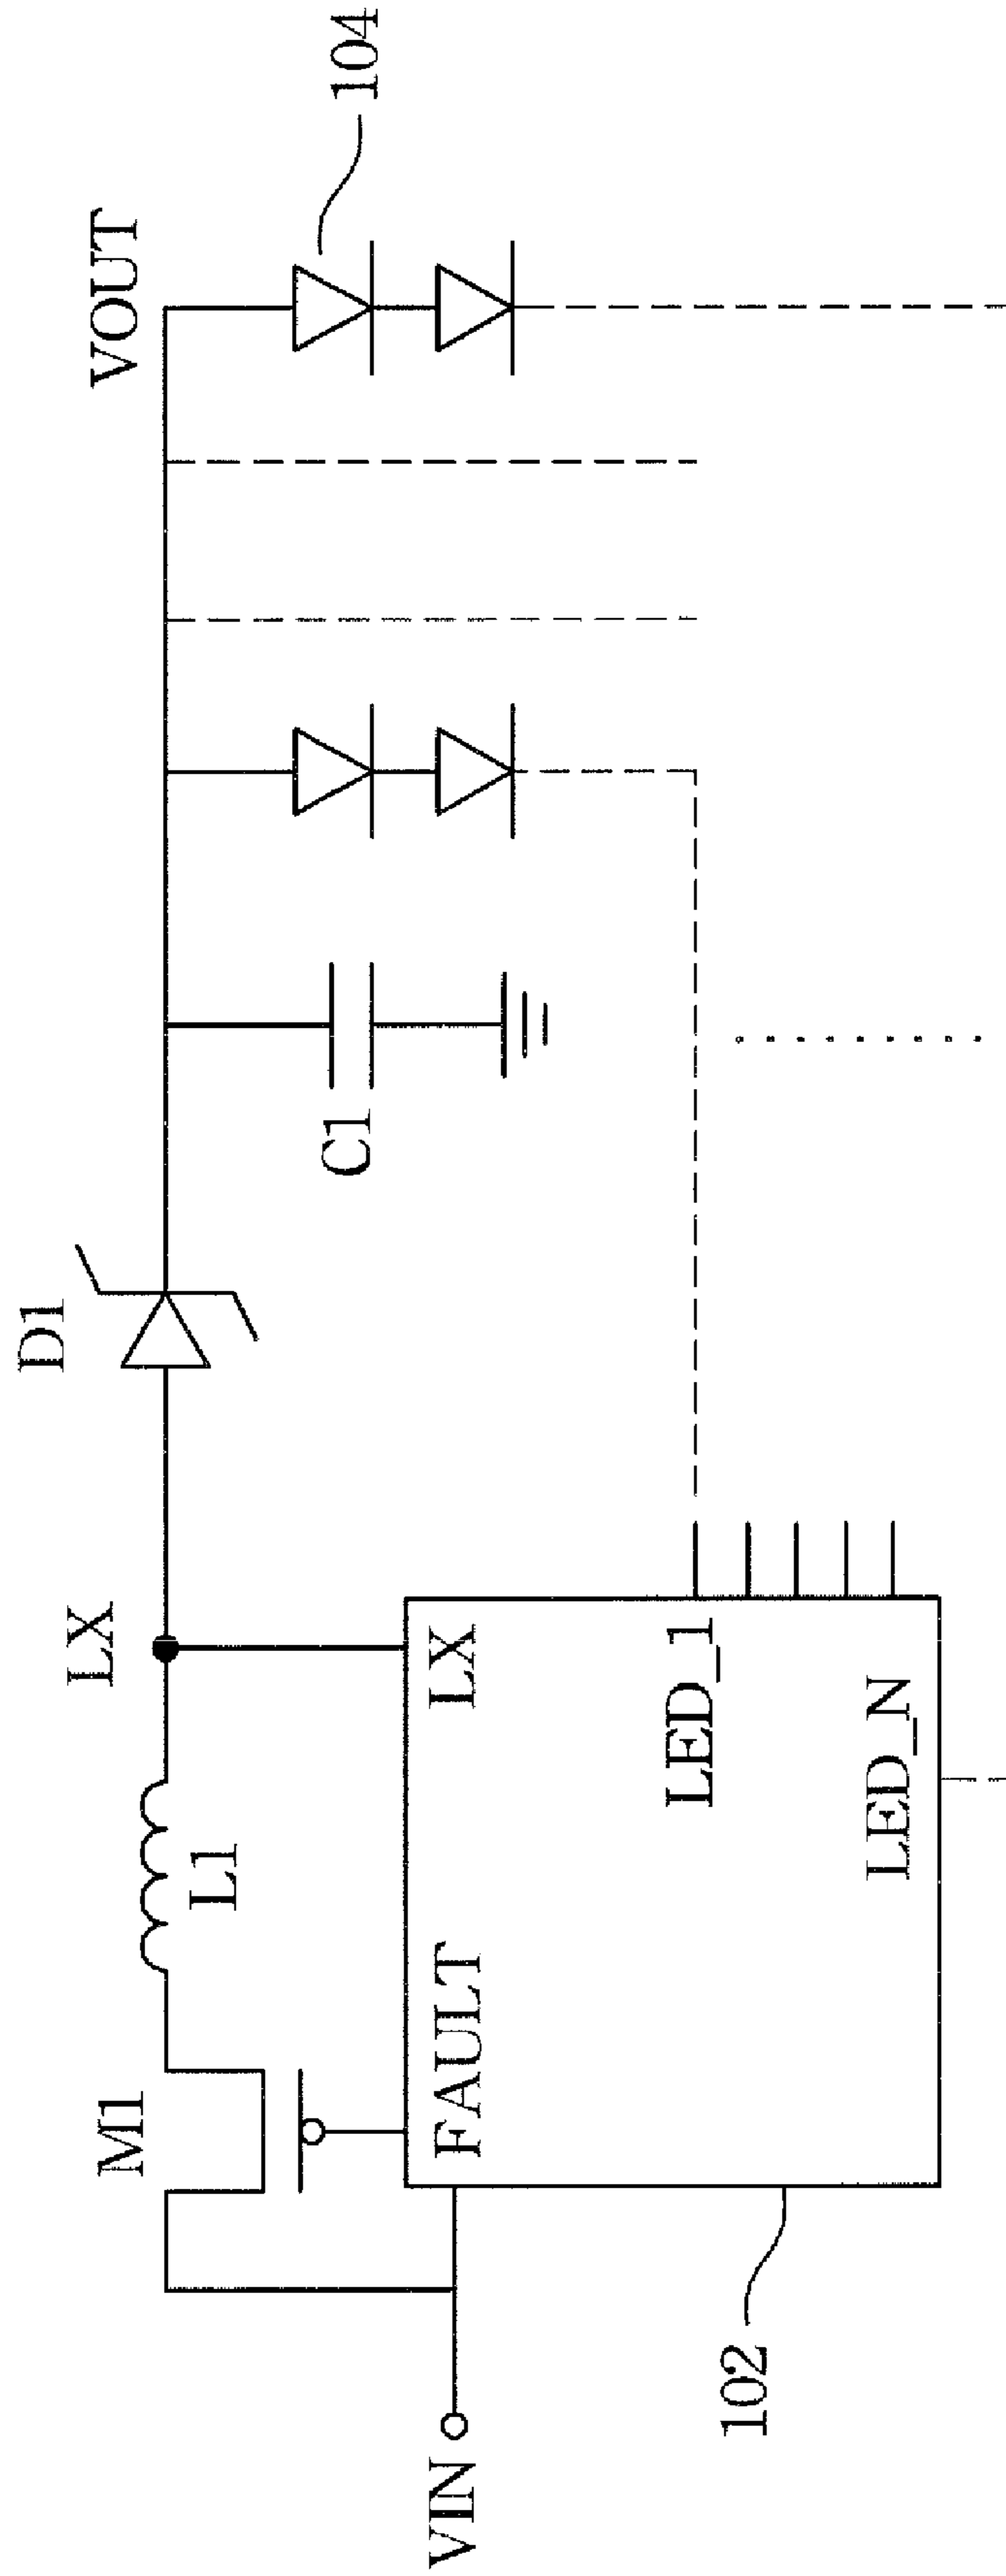 VIN
M1
L1
LX
D1
VOUT
104
C1
FAULT
LX
LED_1
LED_N
102